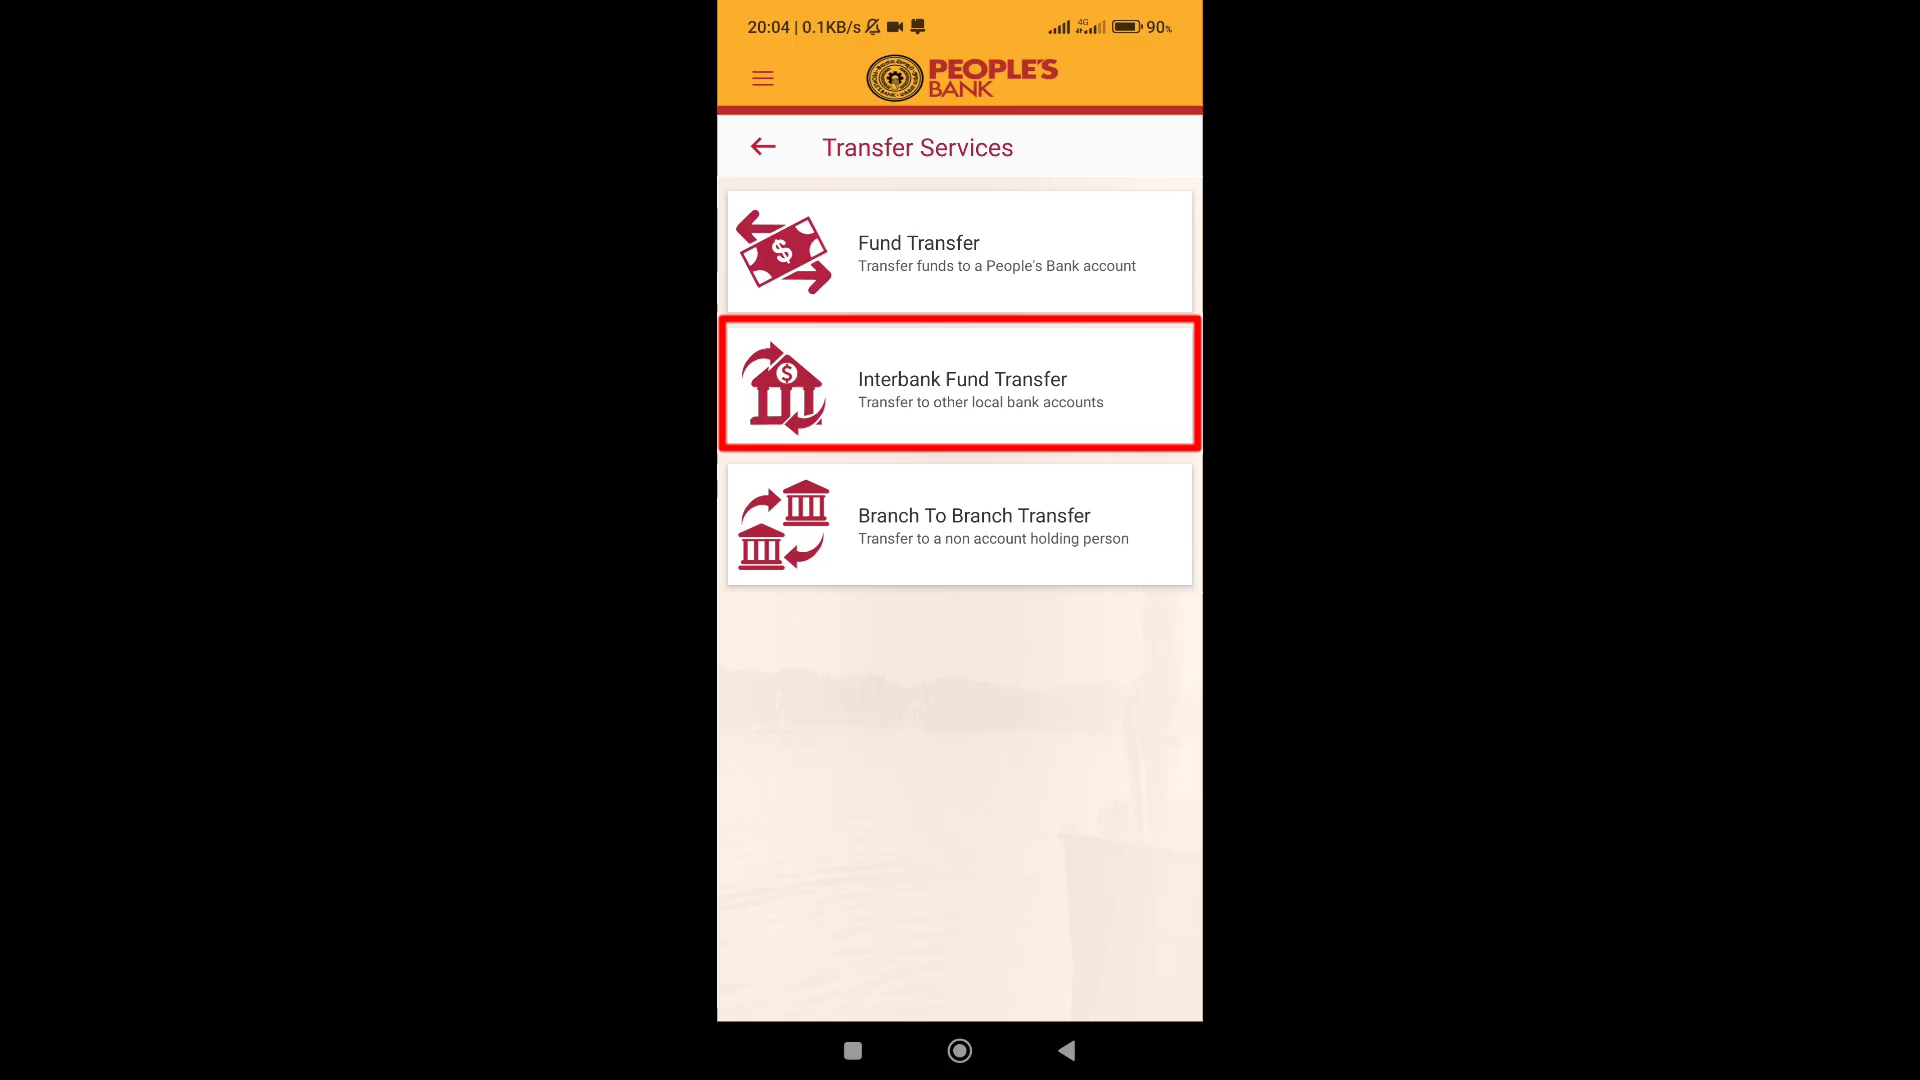 20:04 | 0.1KB/s 4G 90%
PEOPLE'S
BANK
Transfer Services
Fund Transfer
Transfer funds to a People's Bank account
Interbank Fund Transfer
Transfer to other local bank accounts
Branch To Branch Transfer
Transfer to a non account holding person